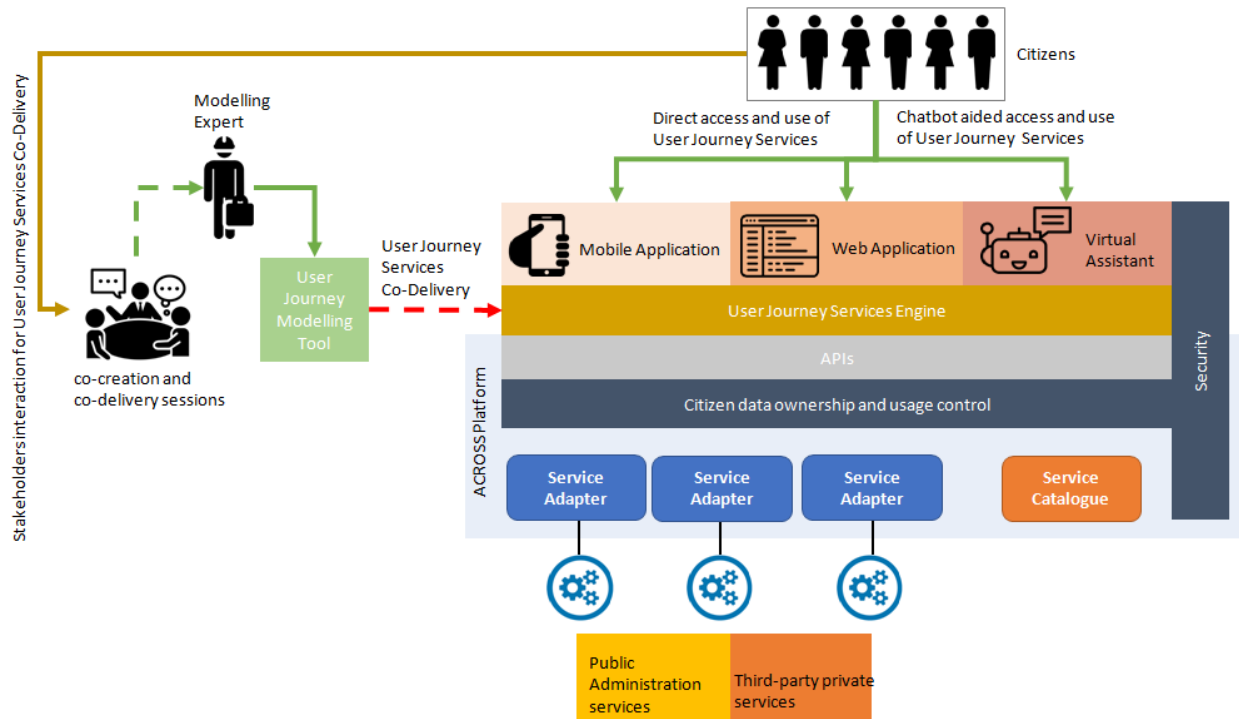 Citizens
Direct access and use of
User Journey Services
Chatbot aided access and use
of User Journey Services
Stakeholdersinteraction for User Journey Services Co-Delivery
Modelling
Expert
User
Journey
Modelling
Tool
User Journey
Services
Co-Delivery
co-creation and
co-delivery sessions
Mobile Application
Web Application
Virtual
Assistant
User Journey Services Engine
APIs
Citizen data ownership and usage control
Security
ACROSS Platform
Service
Adapter
Service
Adapter
Service
Adapter
Service
Catalogue
Public
Administration
services
Third-party private
services